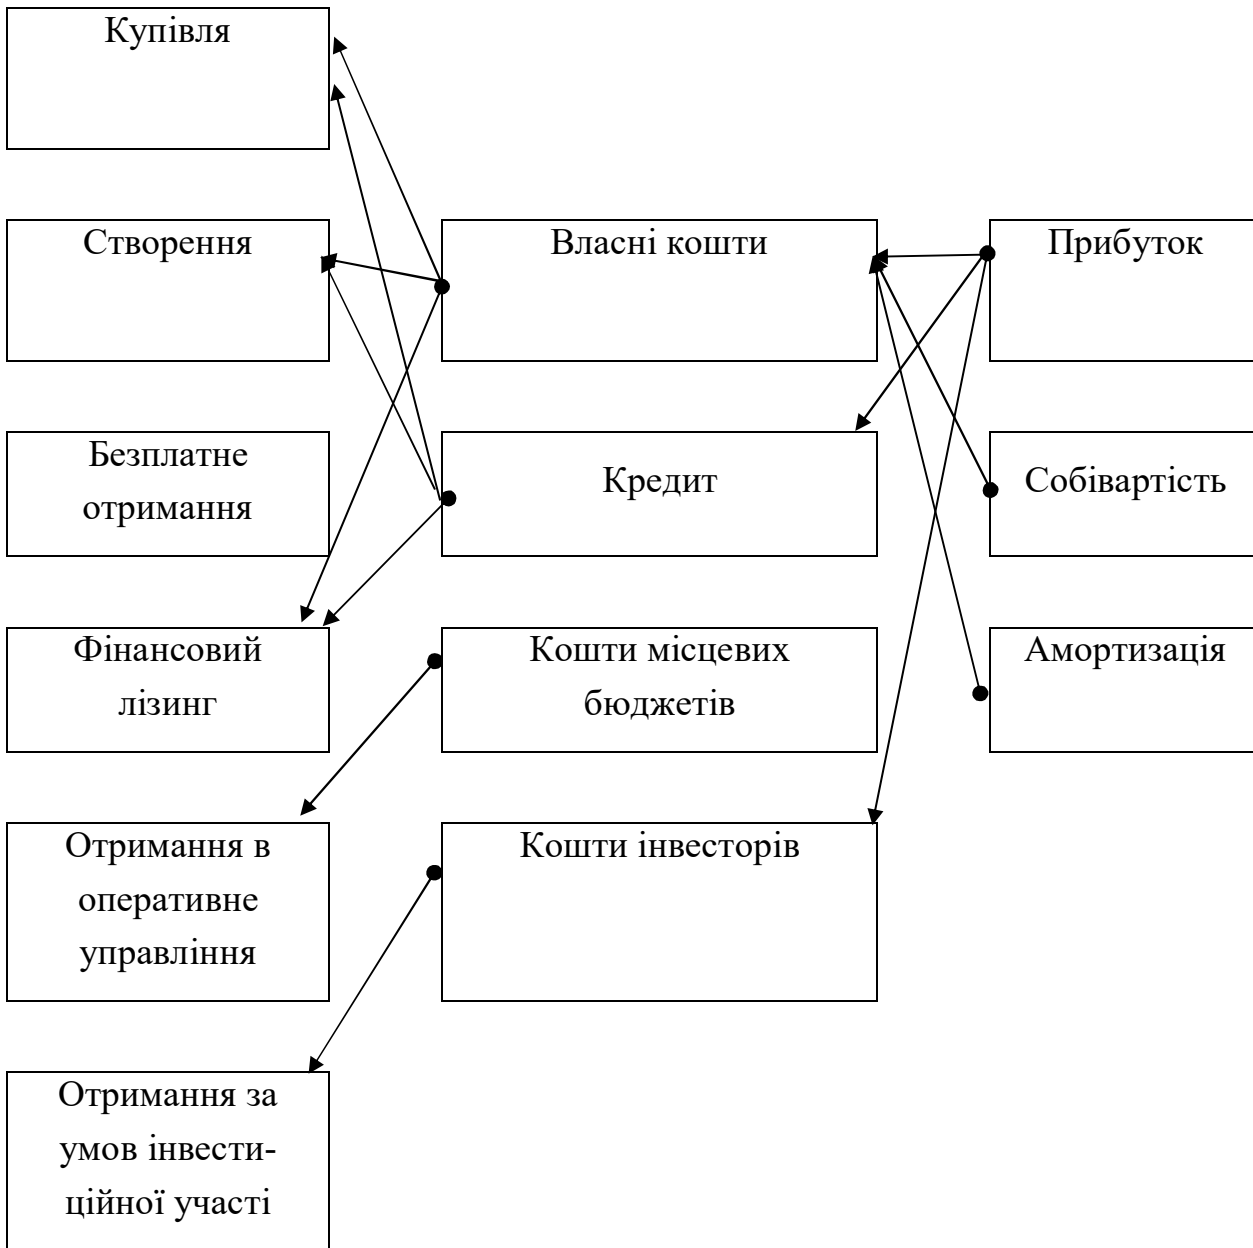 Купівля
Створення
Власні кошти
Прибуток
Безплатне
отримання
Кредит
Собівартість
Фінансовий
лізинг
Кошти місцевих
бюджетів
Амортизація
Отримання в
оперативне
управління
Кошти інвесторів
Отримання за
умов інвести-
ційної участі